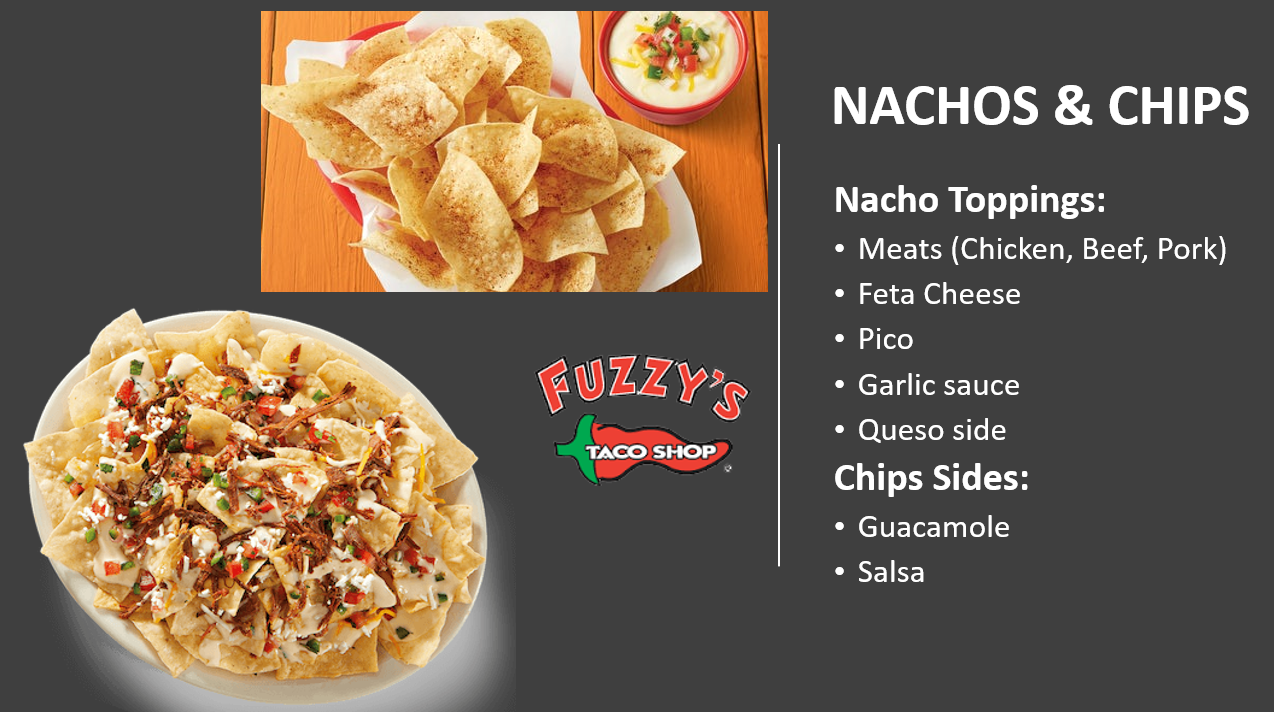 NACHOS & CHIPS
Nacho Toppings:
• Meats (Chicken, Beef, Pork)
• Feta Cheese
• Pico
• Garlic sauce
• Queso side
Chips Sides:
• Guacamole
• Salsa
FUZZY'S
TACO SHOP
®